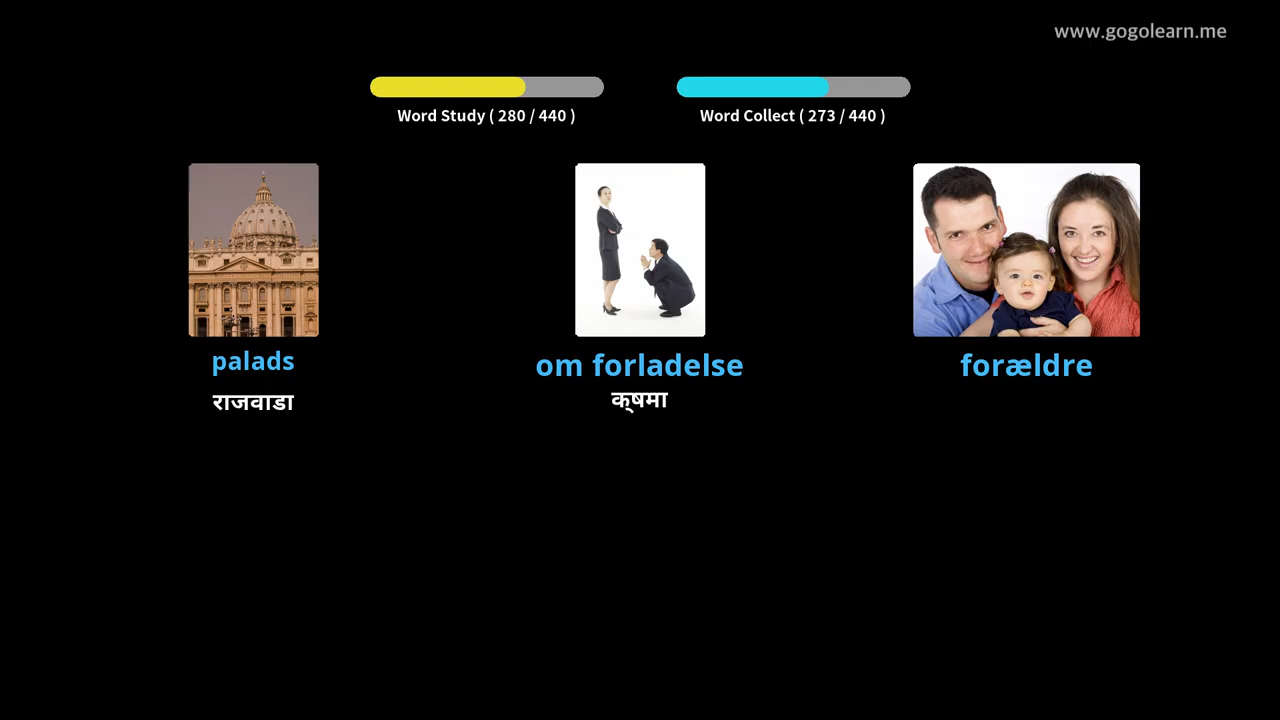 www.gogolearn.me
Word Study ( 280 / 440 )
Word Collect ( 273 / 440 )
palads
om forladelse
forældre
राजवाडा
क्षमा